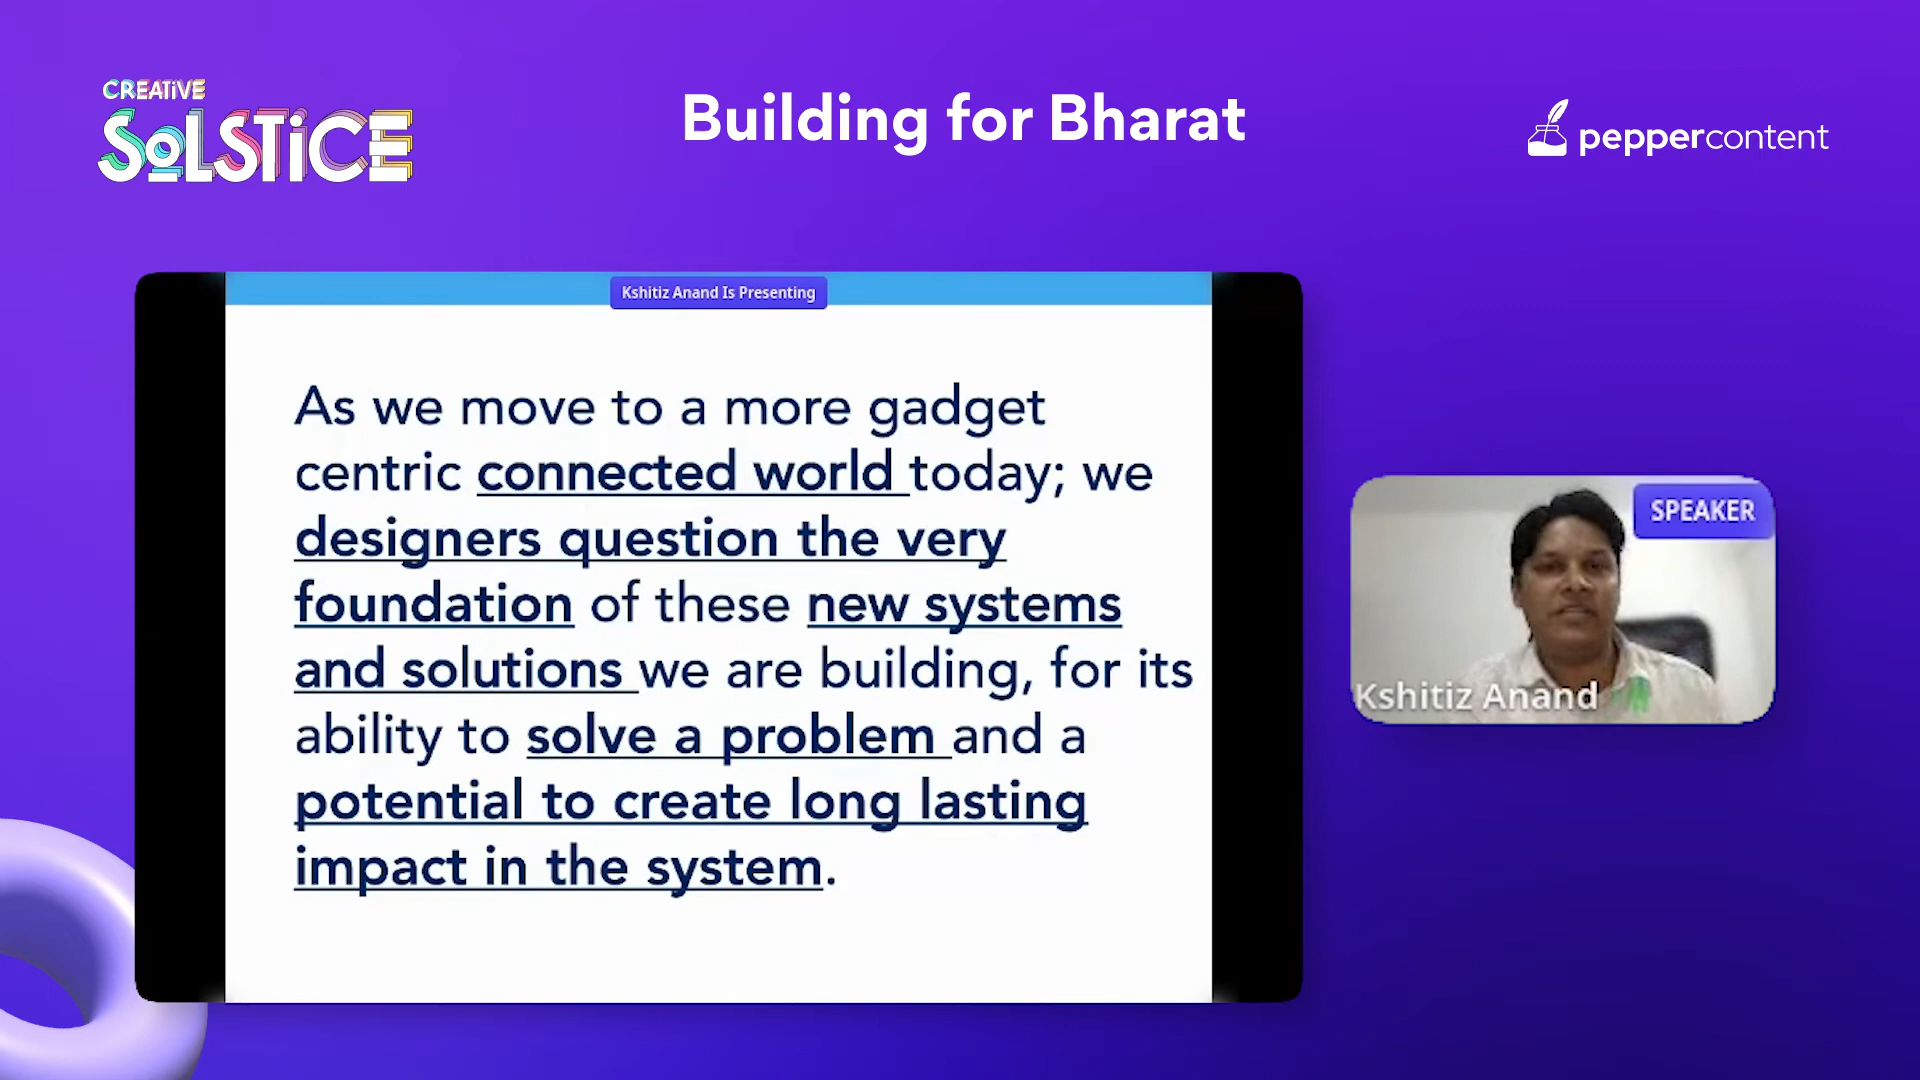 CREATiVE
SoLSTiCE
Building for Bharat
peppercontent
Kshitiz Anand Is Presenting
As we move to a more gadget
centric connected world today; we
designers question the very
foundation of these new systems
and solutions we are building, for its
ability to solve a problem and a
potential to create long lasting
impact in the system.
SPEAKER
Kshitiz Anand